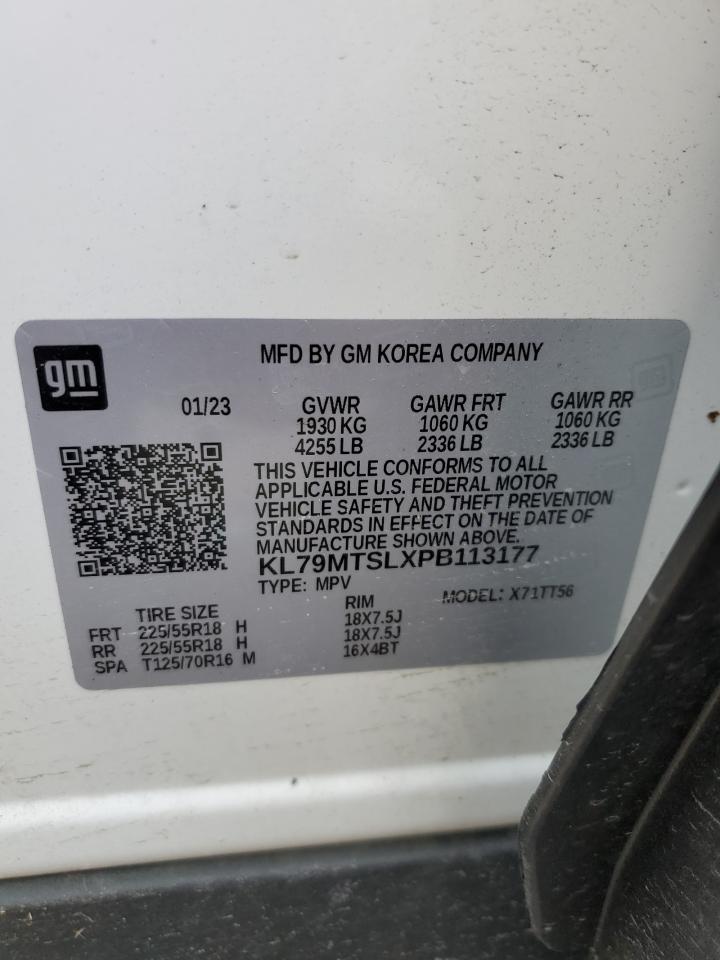 gm
MFD BY GM KOREA COMPANY
01/23 GVWR GAWR FRT GAWR RR
1930 KG 1060 KG 1060 KG
4255 LB 2336 LB 2336 LB
THIS VEHICLE CONFORMS TO ALL
APPLICABLE U.S. FEDERAL MOTOR
VEHICLE SAFETY AND THEFT PREVENTION
STANDARDS IN EFFECT ON THE DATE OF
MANUFACTURE SHOWN ABOVE.
KL79MTSLXPB113177
TYPE: MPV MODEL: X71TT56
TIRE SIZE RIM
FRT 225/55R18 H 18X7.5J
RR 225/55R18 H 18X7.5J
SPA T125/70R16 M 16X4BT